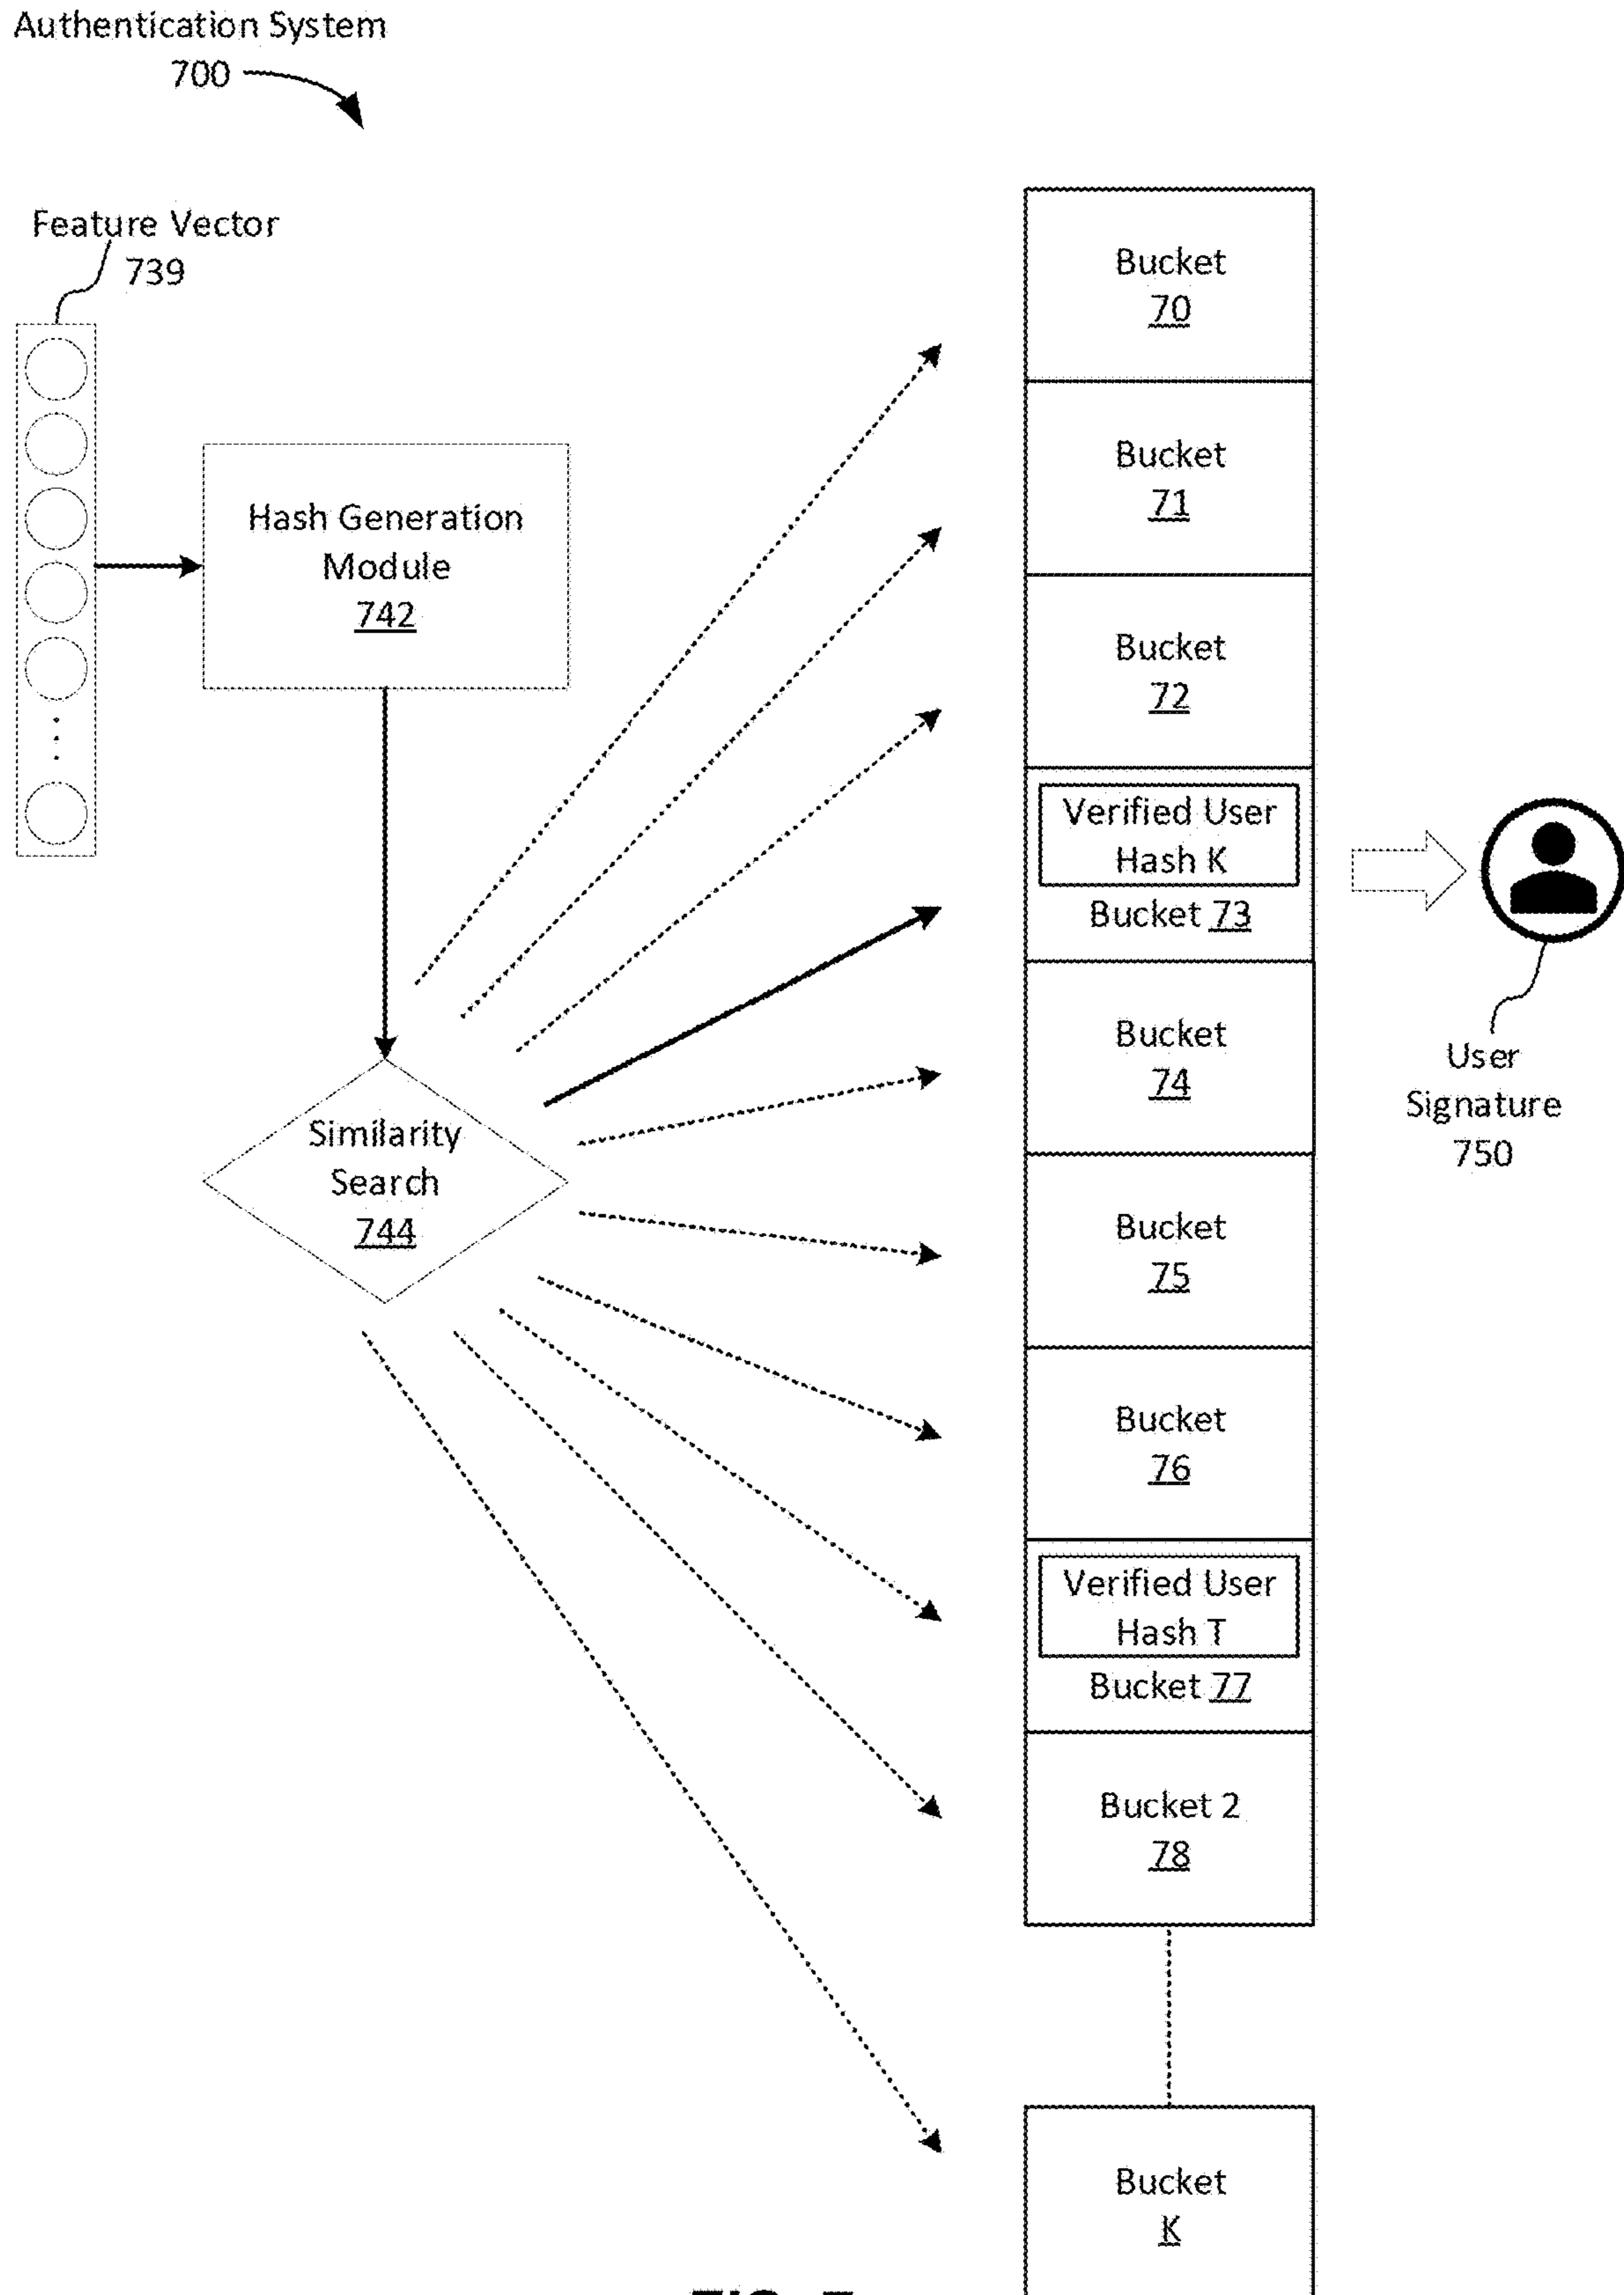 Authentication System
700
Feature Vector
739
Hash Generation
Module
742
Similarity
Search
744
Bucket
70
Bucket
71
Bucket
72
Verified User
Hash K
Bucket 73
Bucket
74
Bucket
75
Bucket
76
Verified User
Hash T
Bucket 77
Bucket 2
78
Bucket
K
User
Signature
750